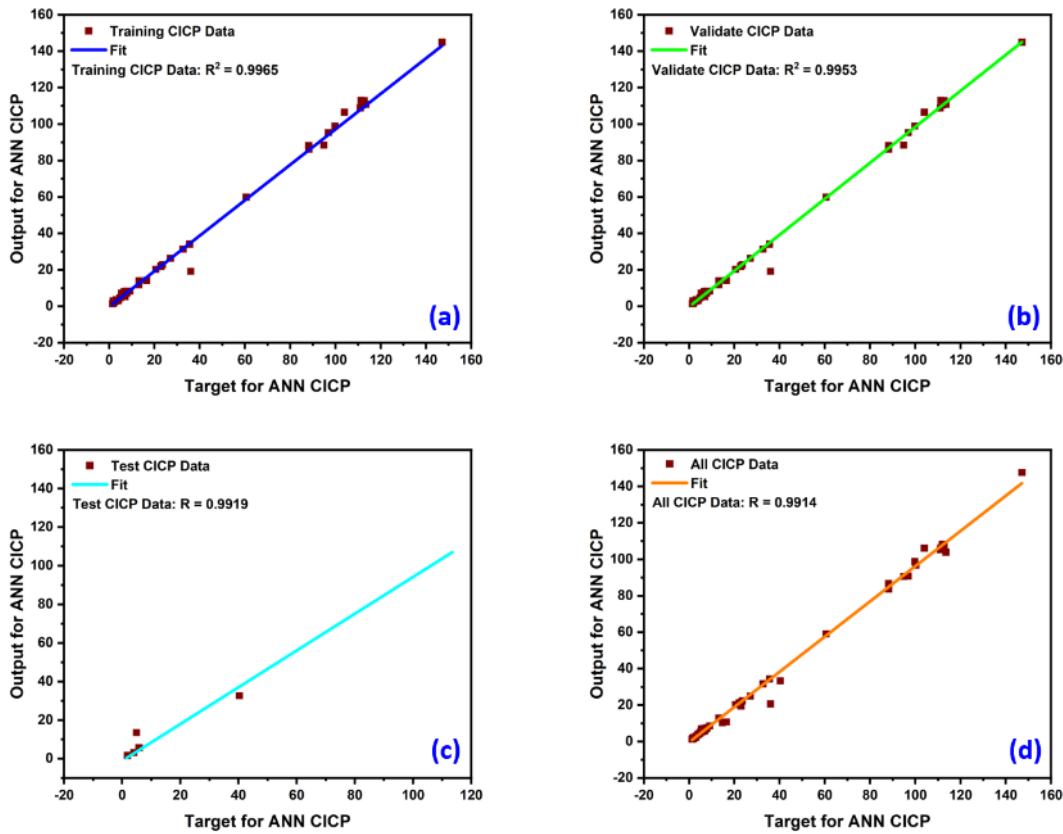 160
140
120
100
80
60
40
20
0
-20
Training CICP Data
Fit
Training CICP Data: R² = 0.9965
(a)
-20 0 20 40 60 80 100 120 140 160
Target for ANN CICP
Output for ANN CICP
160
140
120
100
80
60
40
20
0
-20
Validate CICP Data
Fit
Validate CICP Data: R² = 0.9953
(b)
-20 0 20 40 60 80 100 120 140 160
Target for ANN CICP
Output for ANN CICP
160
140
120
100
80
60
40
20
0
-20
Test CICP Data
Fit
Test CICP Data: R = 0.9919
(c)
-20 0 20 40 60 80 100 120
Target for ANN CICP
Output for ANN CICP
160
140
120
100
80
60
40
20
0
-20
All CICP Data
Fit
All CICP Data: R = 0.9914
(d)
-20 0 20 40 60 80 100 120 140 160
Target for ANN CICP
Output for ANN CICP